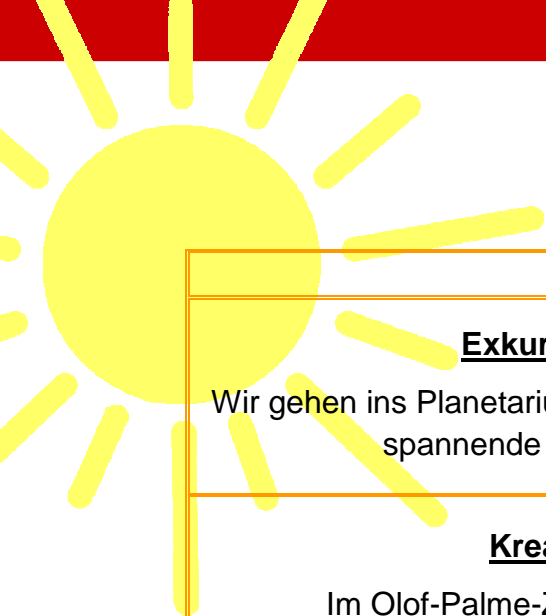 Exkur
Wir gehen ins Planetariu
spannende
Krea
Im Olof-Palme-Z